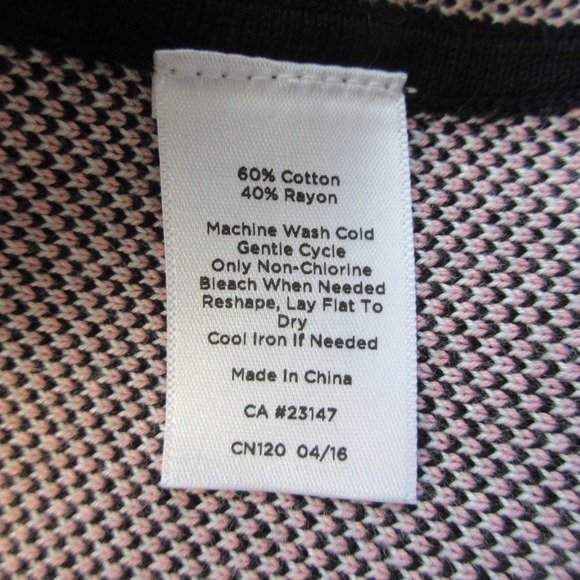 60% Cotton
40% Rayon
Machine Wash Cold
Gentle Cycle
Only Non-Chlorine
Bleach When Needed
Reshape, Lay Flat To
Dry
Cool Iron If Needed
Made In China
CA #23147
CN120 04/16